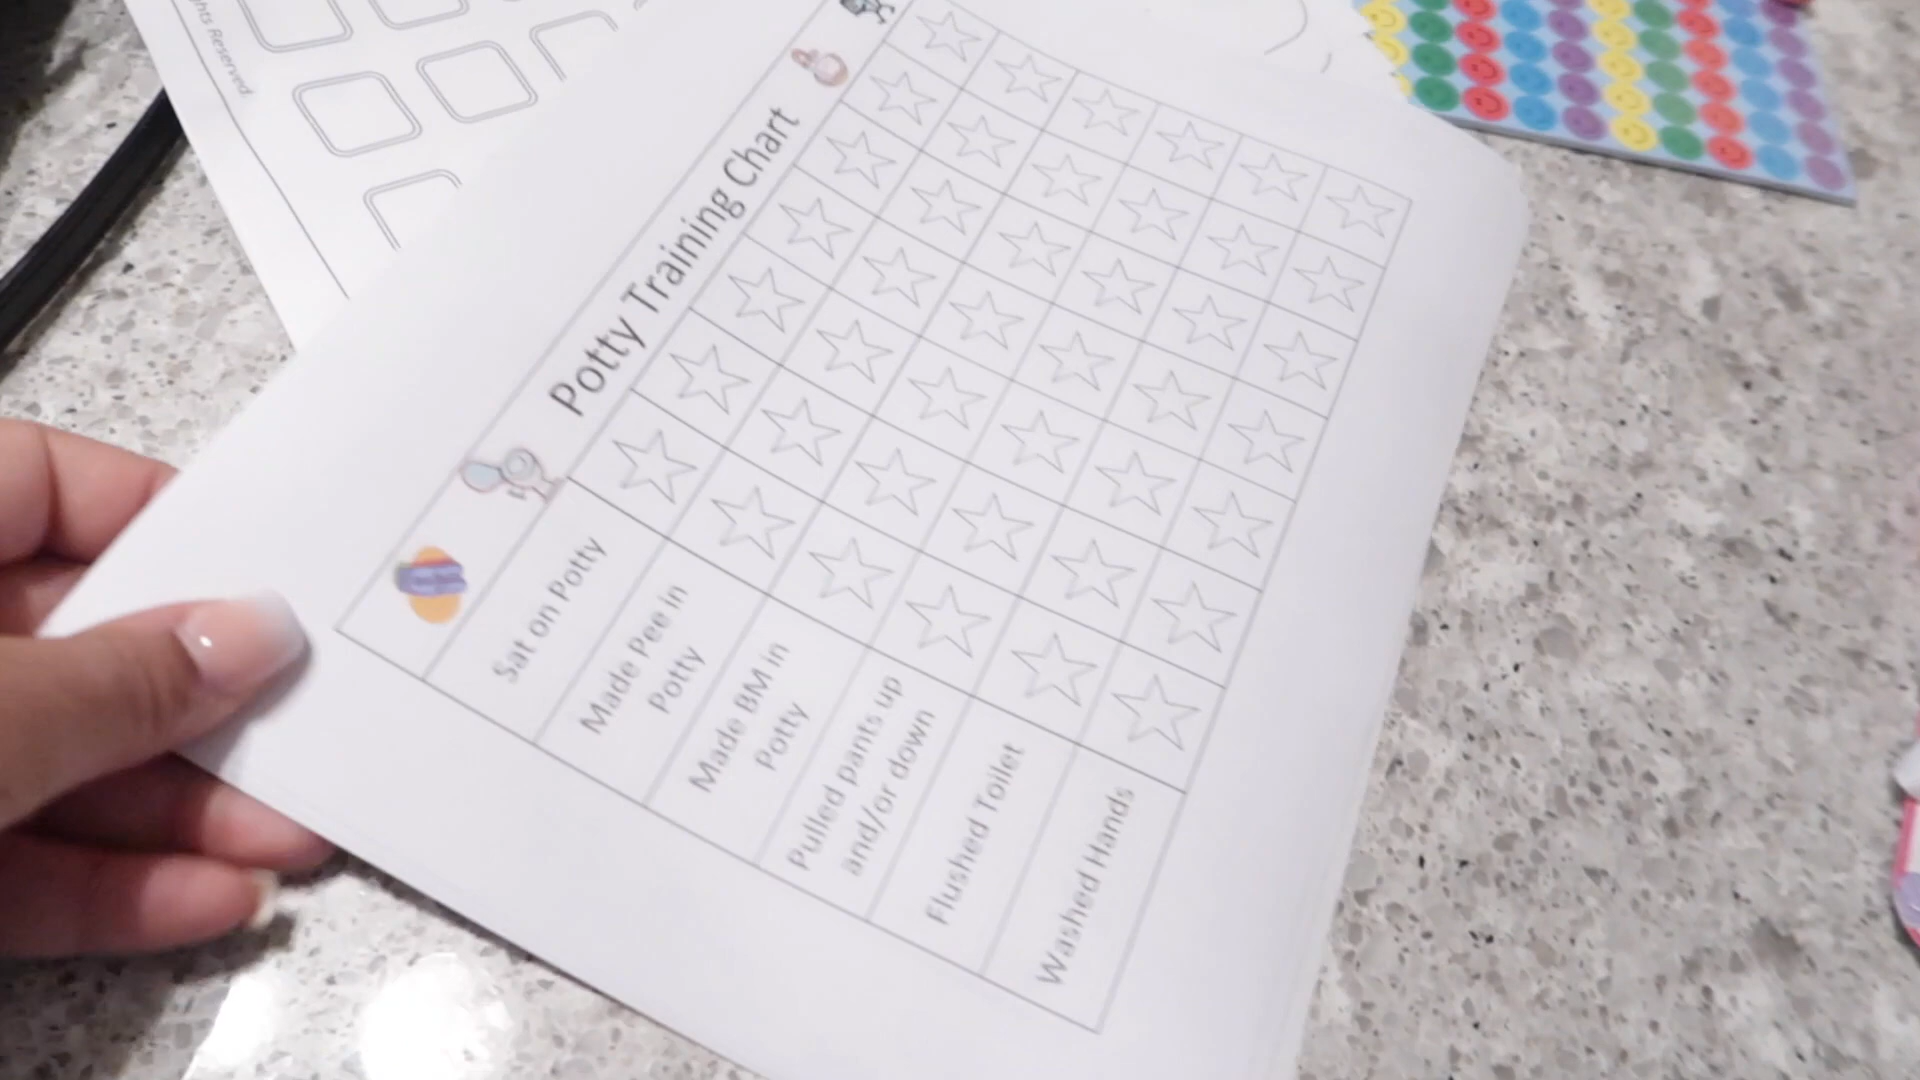 Potty Training Chart
Sat on Potty
Made Pee in
Potty
Made BM in
Potty
Pulled pants up
and/or down
Flushed Toilet
Washed Hands
Reserved.